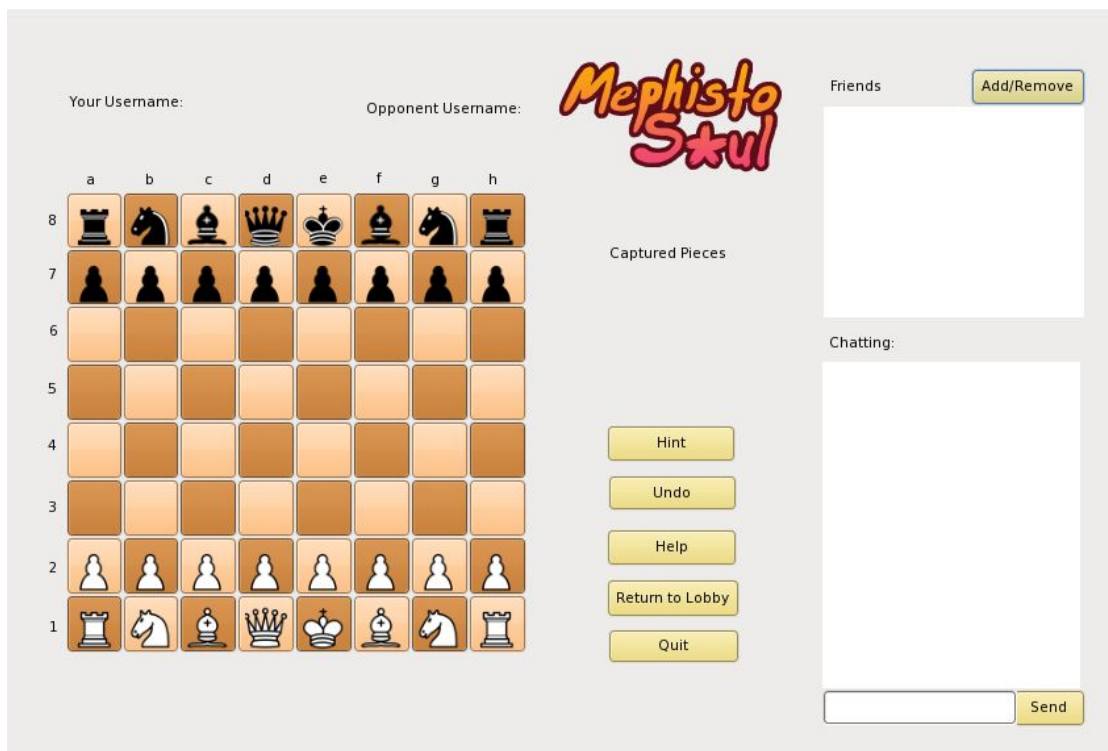 Your Username:
Opponent Username:
Mephisto
S*ul
Friends
Add/Remove
a b c d e f g h
8
7
6
5
4
3
2
1
Captured Pieces
Hint
Undo
Help
Return to Lobby
Quit
Chatting:
Send